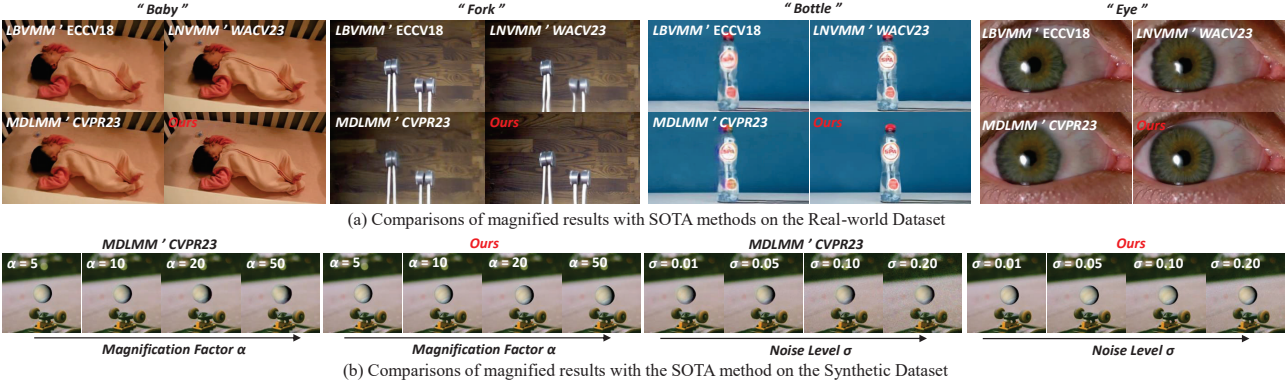 “ Baby” “ Fork” “ Bottle” “ Eye”
LBVMM ’ ECCV18 LNVMM ’ WACV23 LBVMM ’ ECCV18 LNVMM ’ WACV23 LBVMM ’ ECCV18 LNVMM ’ WACV23 LBVMM ’ ECCV18 LNVMM ’ WACV23
SPA SPA
MDLMM ’ CVPR23 Ours MDLMM ’ CVPR23 Ours MDLMM ’ CVPR23 Ours MDLMM ’ CVPR23 Ours
SPA SPA
(a) Comparisons of magnified results with SOTA methods on the Real-world Dataset
MDLMM ’ CVPR23 Ours MDLMM ’ CVPR23 Ours
α = 5 α = 10 α = 20 α = 50 α = 5 α = 10 α = 20 α = 50 σ = 0.01 σ = 0.05 σ = 0.10 σ = 0.20 σ = 0.01 σ = 0.05 σ = 0.10 σ = 0.20
Magnification Factor α Magnification Factor α Noise Level σ Noise Level σ
(b) Comparisons of magnified results with the SOTA method on the Synthetic Dataset